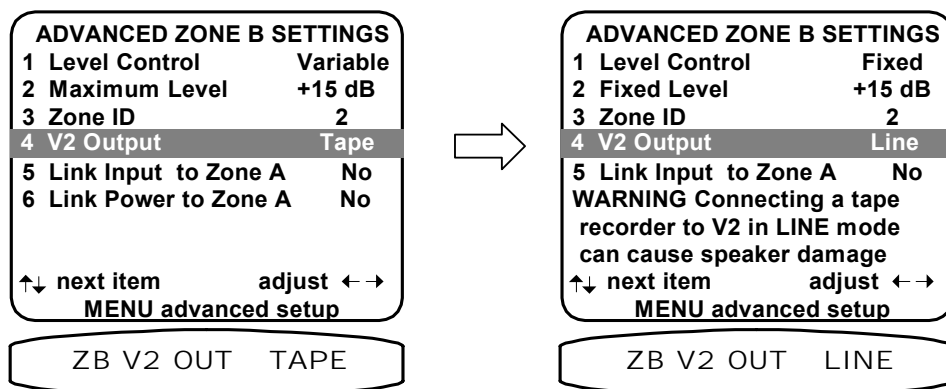 ADVANCED ZONE B SETTINGS
1 Level Control Variable
2 Maximum Level +15 dB
3 Zone ID 2
4 V2 Output Tape
5 Link Input to Zone A No
6 Link Power to Zone A No
↑↓ next item adjust ←→
MENU advanced setup
ZB V2 OUT TAPE
ADVANCED ZONE B SETTINGS
1 Level Control Fixed
2 Fixed Level +15 dB
3 Zone ID 2
4 V2 Output Line
5 Link Input to Zone A No
WARNING Connecting a tape
recorder to V2 in LINE mode
can cause speaker damage
↑↓ next item adjust ←→
MENU advanced setup
ZB V2 OUT LINE